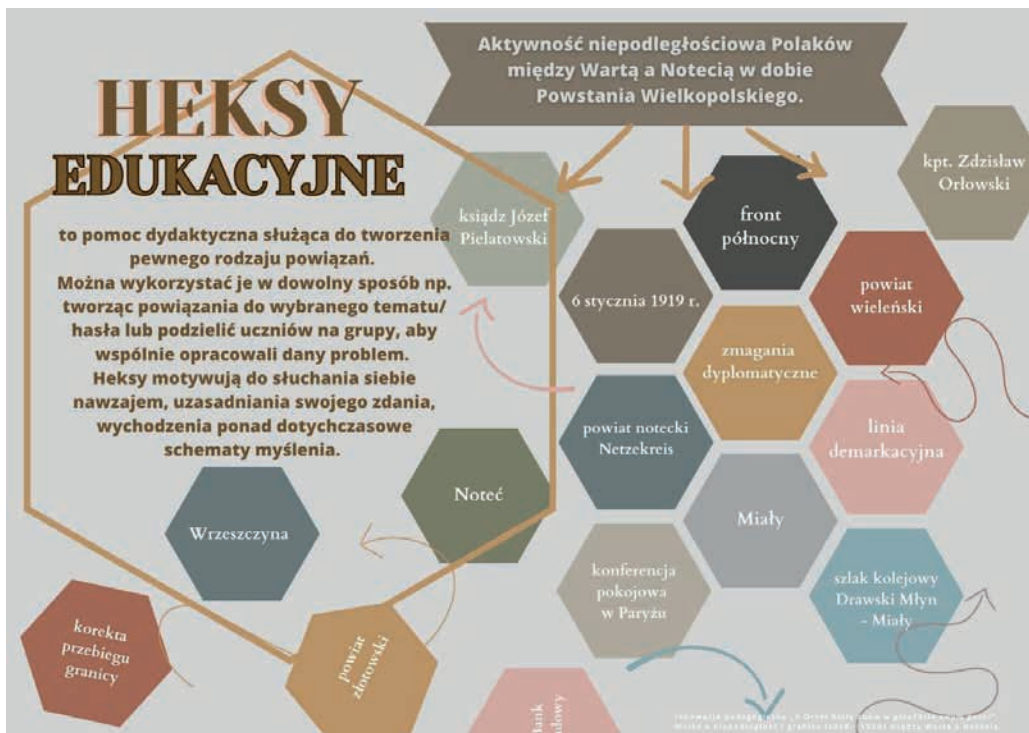 Aktywność niepodległościowa Polaków
między Wartą a Notecią w dobie
Powstania Wielkopolskiego.
HEKSY
EDUKACYJNE
to pomoc dydaktyczna służąca do tworzenia
pewnego rodzaju powiązań.
Można wykorzystać je w dowolny sposób np.
tworząc powiązania do wybranego tematu/
hasła lub podzielić uczniów na grupy, aby
wspólnie opracowali dany problem.
Heksy motywują do słuchania siebie
nawzajem, uzasadniania swojego zdania,
wychodzenia ponad dotychczasowe
schematy myślenia.
kpt. Zdzisław
Orłowski
ksiądz Józef
Pielatowski
front
północny
6 stycznia 1919 r.
powiat
wieleński
zmagania
dyplomatyczne
powiat notecki
Netzekreis
linia
demarkacyjna
Noteć
Miały
Wrzeszczyna
konferencja
pokojowa
w Paryżu
szlak kolejowy
Drawski Młyn
- Miały
korekta
przebiegu
granicy
powiat
złotowski